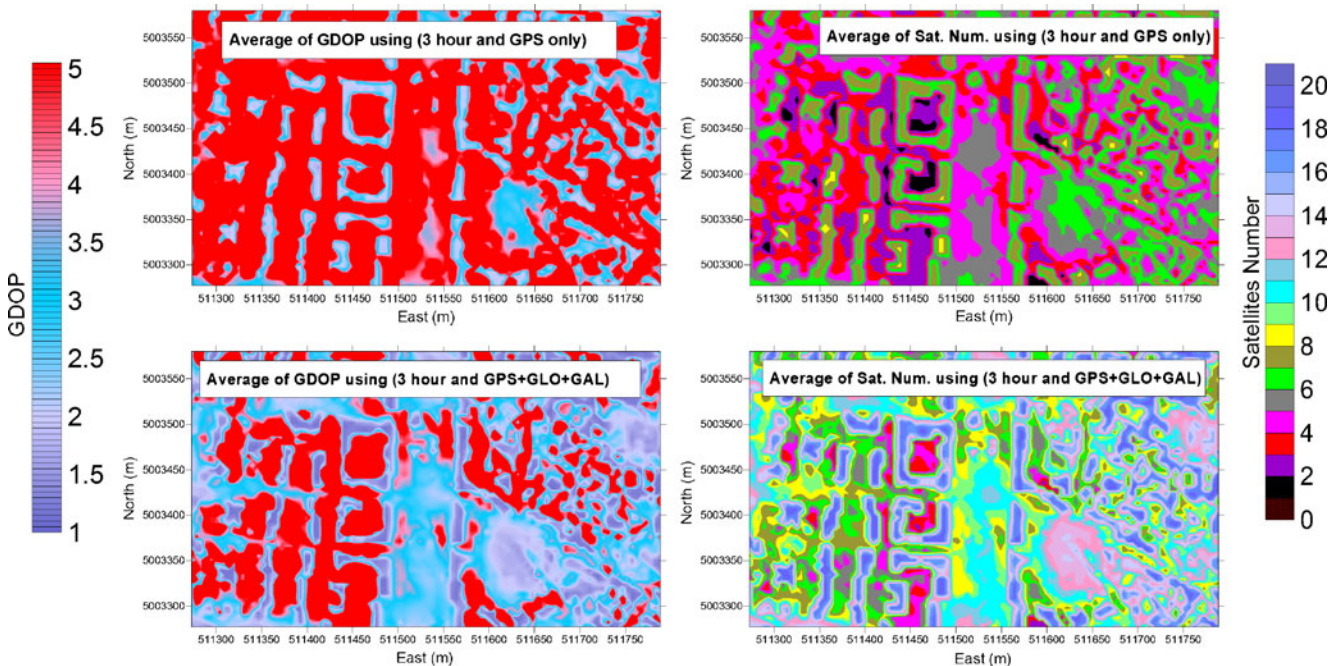 Average of GDOP using (3 hour and GPS only)
5003550
5003500
5003450
5003400
5003350
5003300
North (m)
511300 511350 511400 511450 511500 511550 511600 511650 511700 511750
East (m)
Average of Sat. Num. using (3 hour and GPS only)
5003550
5003500
5003450
5003400
5003350
5003300
North (m)
511300 511350 511400 511450 511500 511550 511600 511650 511700 511750
East (m)
5
4.5
4
3.5
3
2.5
2
1.5
1
GDOP
20
18
16
14
12
10
8
6
4
2
0
Satellites Number
Average of GDOP using (3 hour and GPS+GLO+GAL)
5003550
5003500
5003450
5003400
5003350
5003300
North (m)
511300 511350 511400 511450 511500 511550 511600 511650 511700 511750
East (m)
Average of Sat. Num. using (3 hour and GPS+GLO+GAL)
5003550
5003500
5003450
5003400
5003350
5003300
North (m)
511300 511350 511400 511450 511500 511550 511600 511650 511700 511750
East (m)